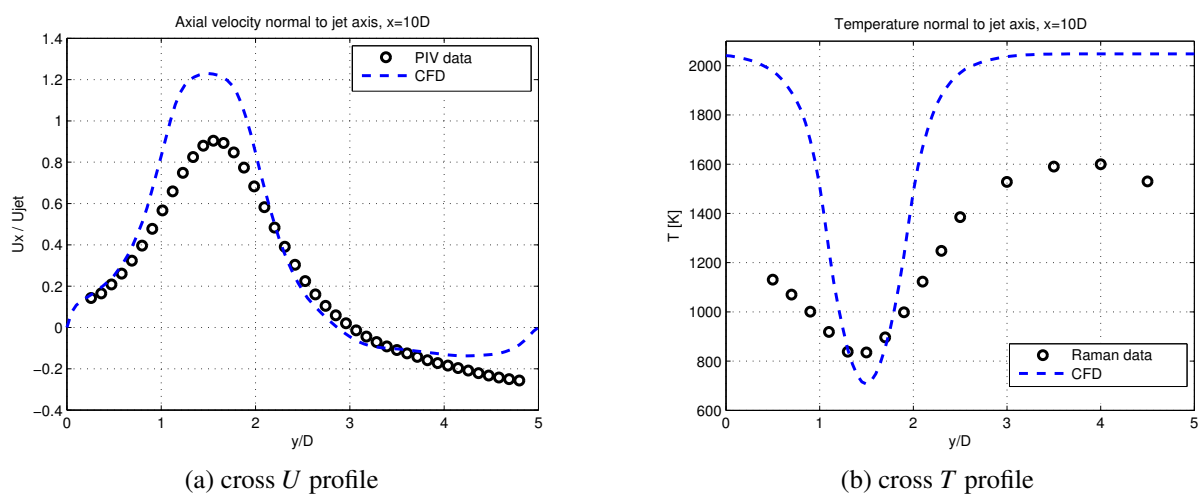 Axial velocity normal to jet axis, x=10D
1.4
1.2
1
0.8
0.6
0.4
0.2
0
−0.2
−0.4
Ux / Ujet
0 1 2 3 4 5
y/D
PIV data
CFD
(a) cross U profile
Temperature normal to jet axis, x=10D
2000
1800
1600
1400
1200
1000
800
600
T [K]
0 1 2 3 4 5
y/D
Raman data
CFD
(b) cross T profile